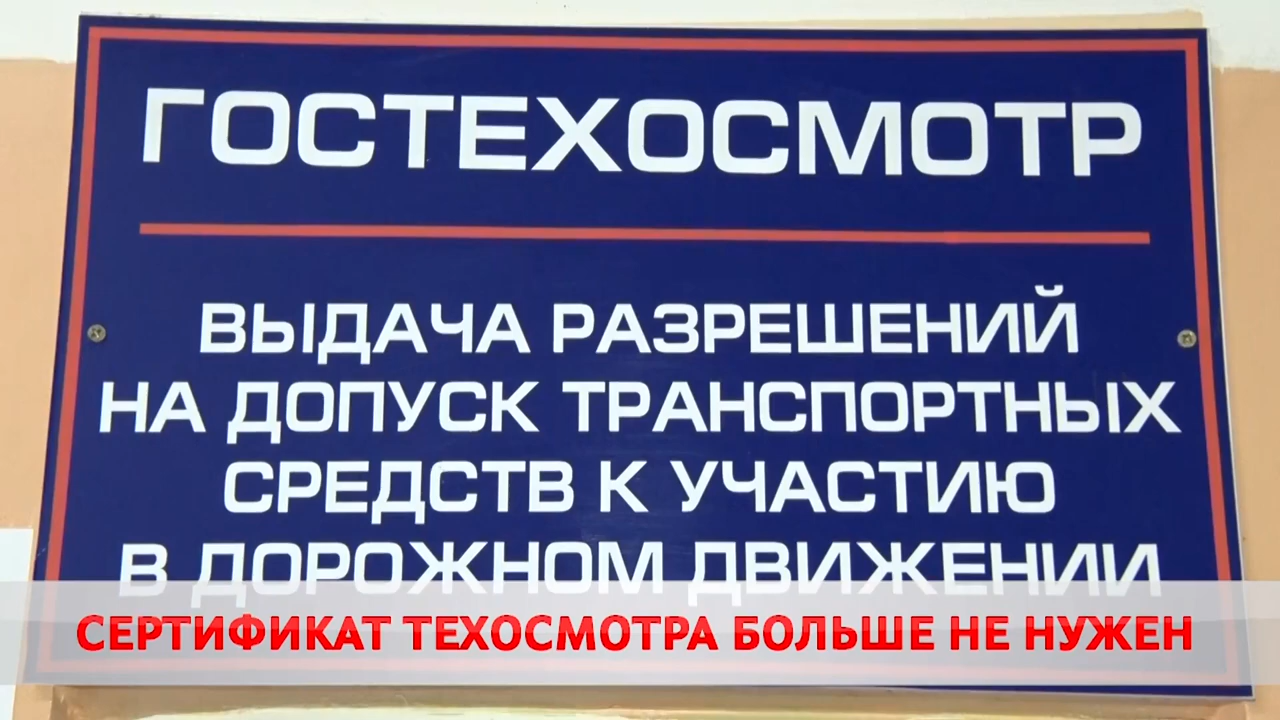 ГОСТЕХОСМОТР
ВЫДАЧА РАЗРЕШЕНИЙ
НА ДОПУСК ТРАНСПОРТНЫХ
СРЕДСТВ К УЧАСТИЮ
В ДОРОЖНОМ ДВИЖЕНИИ
СЕРТИФИКАТ ТЕХОСМОТРА БОЛЬШЕ НЕ НУЖЕН